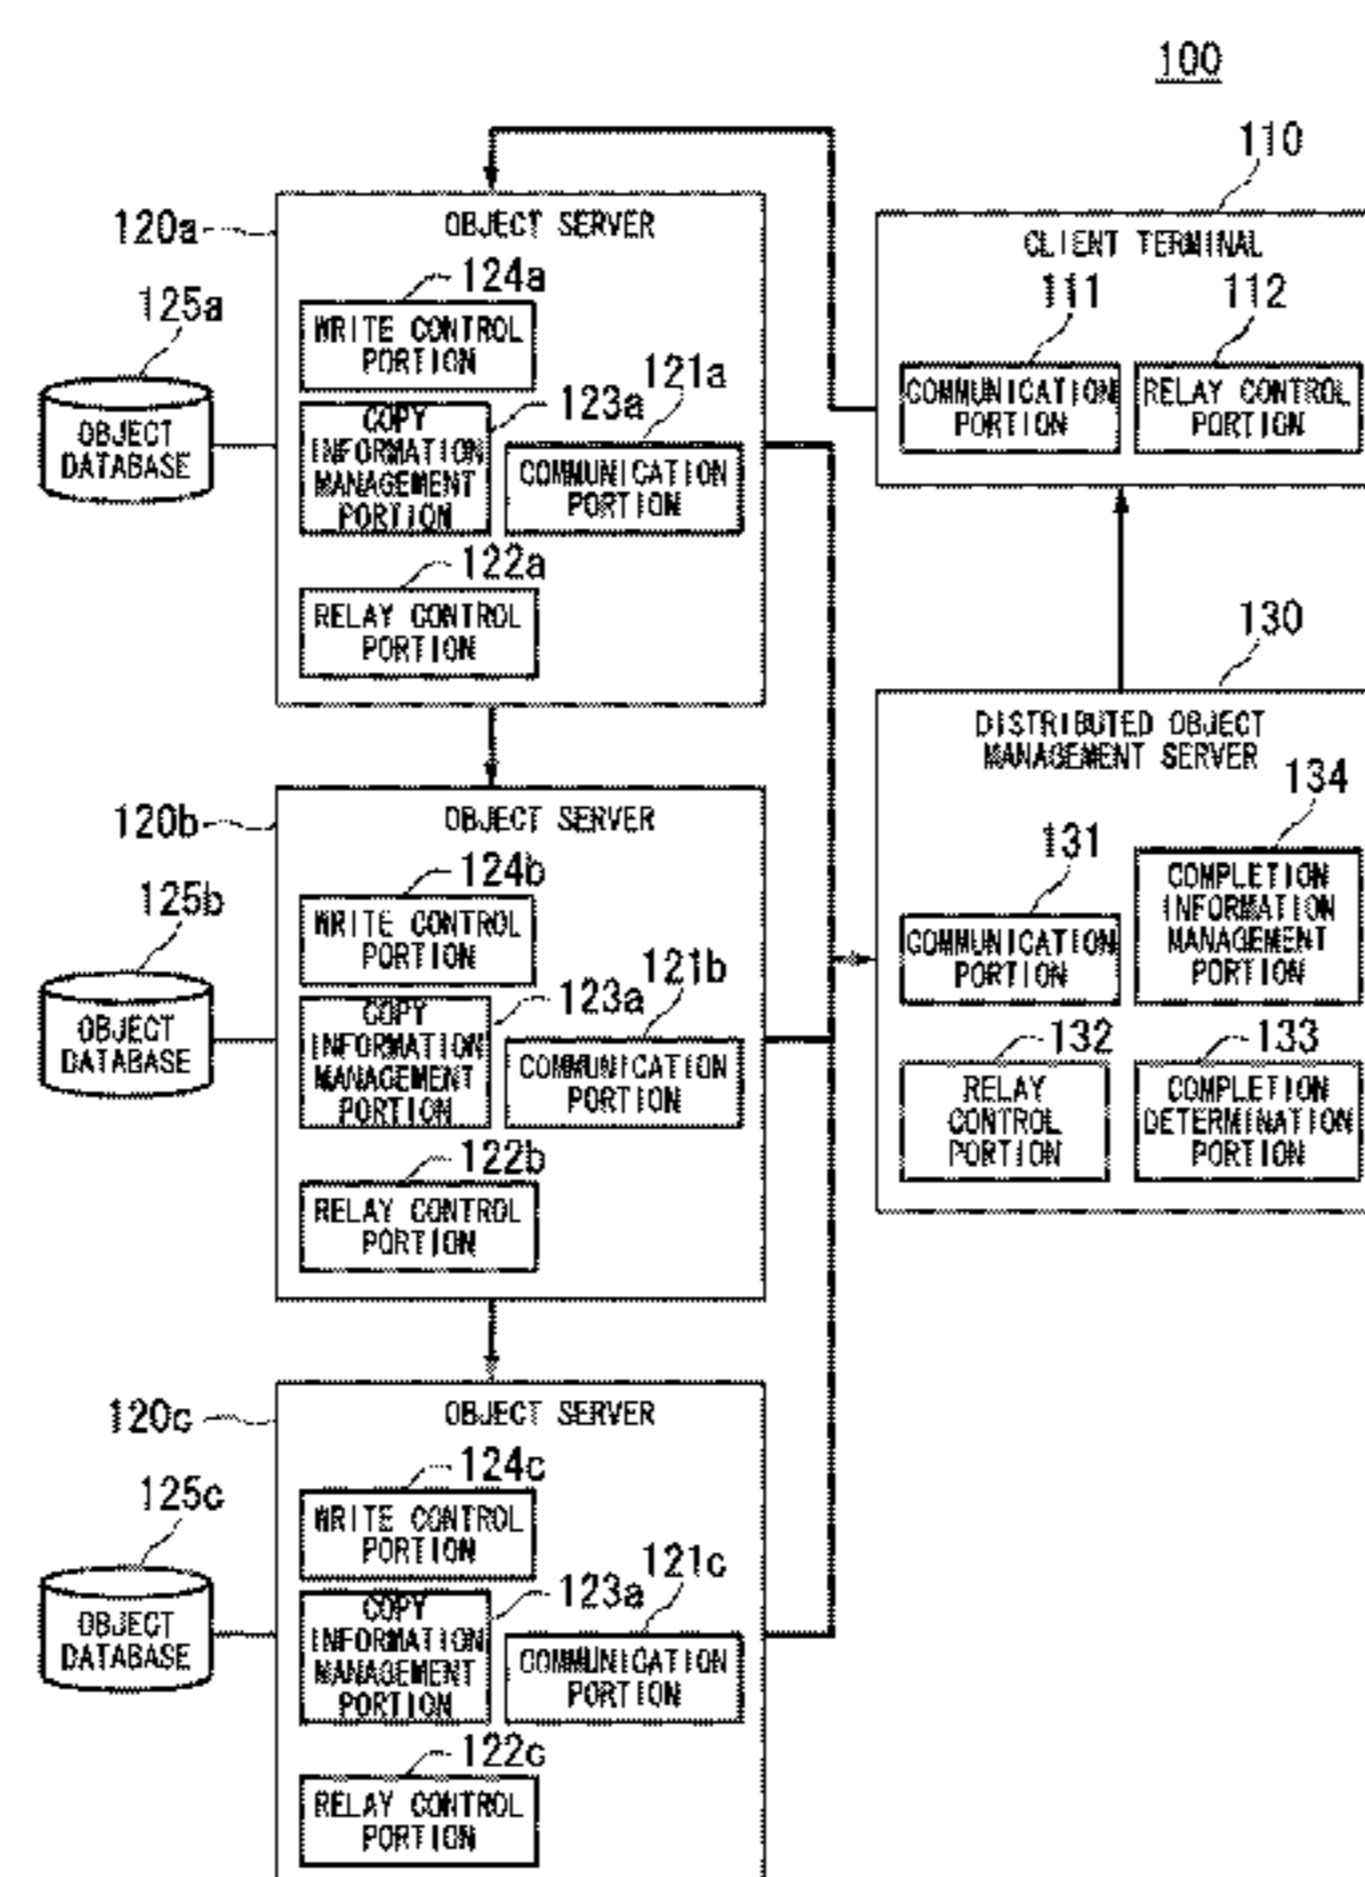 100
110
120a
OBJECT SERVER
CLIENT TERMINAL
124a
111
112
125a
WRITE CONTROL
PORTION
121a
COMMUNICATION
PORTION
RELAY CONTROL
PORTION
123a
COPY
INFORMATION
MANAGEMENT
PORTION
OBJECT
DATABASE
COMMUNICATION
PORTION
122a
RELAY CONTROL
PORTION
130
DISTRIBUTED OBJECT
MANAGEMENT SERVER
134
120b
OBJECT SERVER
124b
131
COMPLETION
INFORMATION
MANAGEMENT
PORTION
125b
WRITE CONTROL
PORTION
121b
COMMUNICATION
PORTION
123a
COPY
INFORMATION
MANAGEMENT
PORTION
OBJECT
DATABASE
COMMUNICATION
PORTION
132
133
RELAY
CONTROL
PORTION
COMPLETION
DETERMINATION
PORTION
122b
RELAY CONTROL
PORTION
120c
OBJECT SERVER
124c
125c
WRITE CONTROL
PORTION
121c
123a
COPY
INFORMATION
MANAGEMENT
PORTION
OBJECT
DATABASE
COMMUNICATION
PORTION
122c
RELAY CONTROL
PORTION